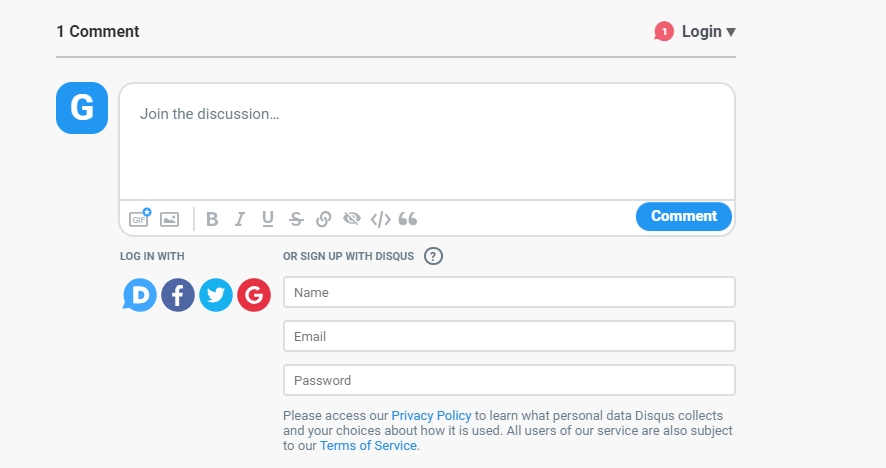 1 Comment
1
Login
G
Join the discussion…
GIF
B I U S </>
Comment
LOG IN WITH
OR SIGN UP WITH DISQUS ?
D f G
Name
Email
Password
Please access our Privacy Policy to learn what personal data Disqus collects
and your choices about how it is used. All users of our service are also subject
to our Terms of Service.